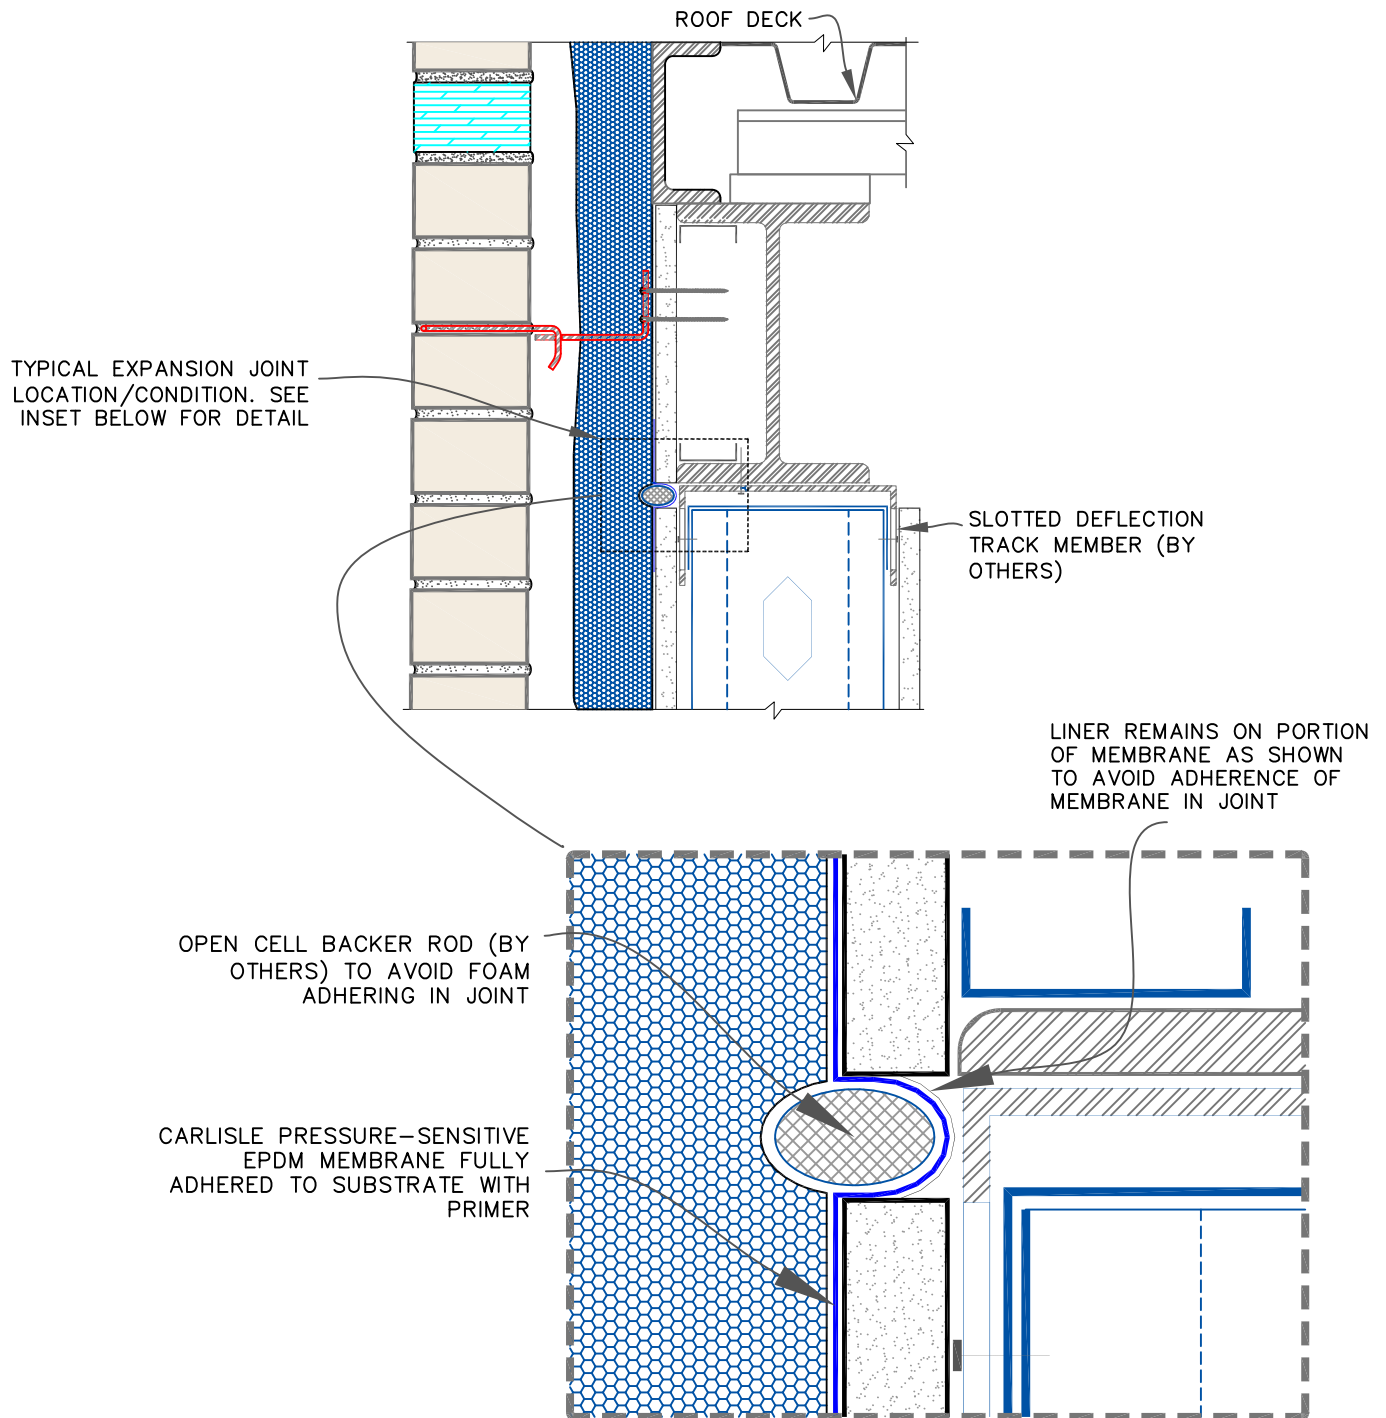 ROOF DECK
TYPICAL EXPANSION JOINT
LOCATION/CONDITION. SEE
INSET BELOW FOR DETAIL
SLOTTED DEFLECTION
TRACK MEMBER (BY
OTHERS)
LINER REMAINS ON PORTION
OF MEMBRANE AS SHOWN
TO AVOID ADHERENCE OF
MEMBRANE IN JOINT
OPEN CELL BACKER ROD (BY
OTHERS) TO AVOID FOAM
ADHERING IN JOINT
CARLISLE PRESSURE-SENSITIVE
EPDM MEMBRANE FULLY
ADHERED TO SUBSTRATE WITH
PRIMER